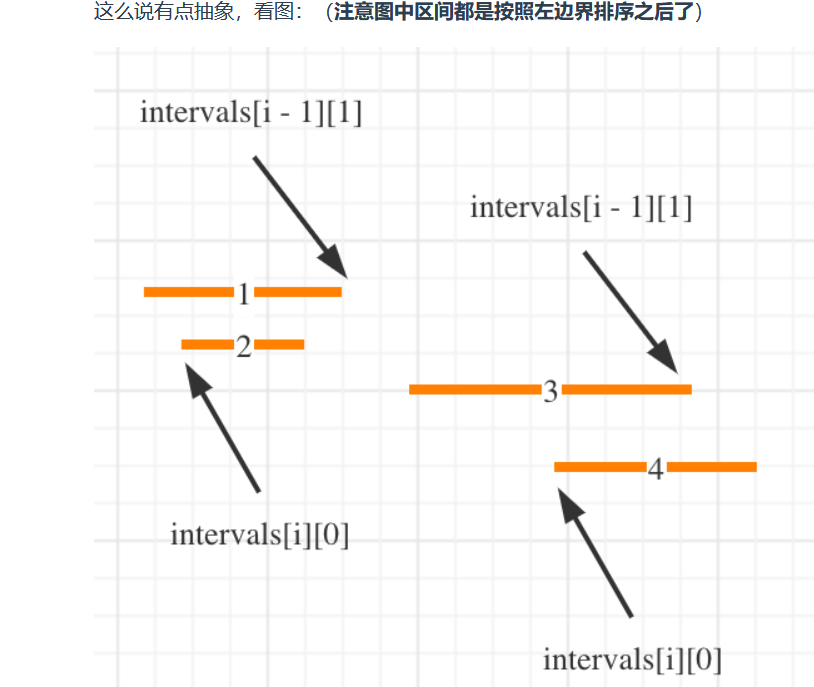 这么说有点抽象，看图：（注意图中区间都是按照左边界排序之后了）
intervals[i - 1][1]
intervals[i - 1][1]
1
2
3
4
intervals[i][0]
intervals[i][0]